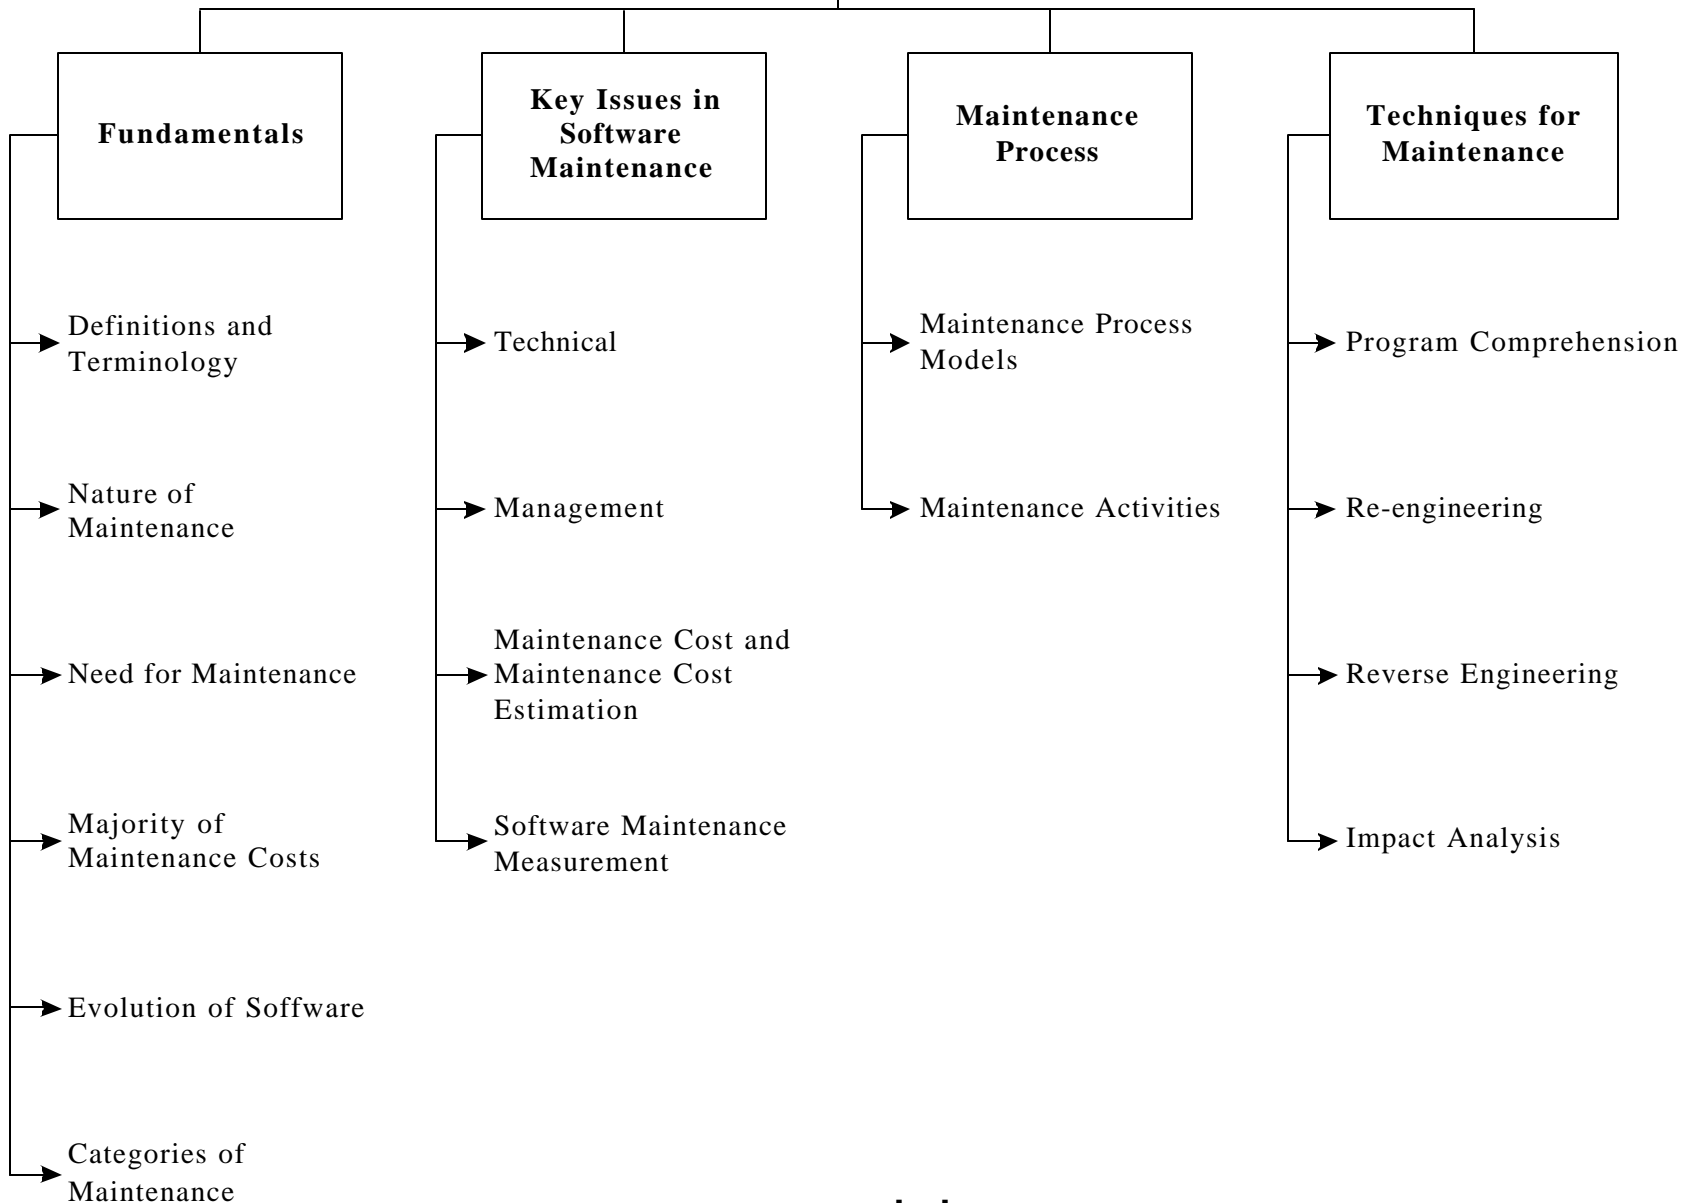 Fundamentals
Definitions and
Terminology
Nature of
Maintenance
Need for Maintenance
Majority of
Maintenance Costs
Evolution of Soffware
Categories of
Maintenance
Key Issues in
Software
Maintenance
Technical
Management
Maintenance Cost and
Maintenance Cost
Estimation
Software Maintenance
Measurement
Maintenance
Process
Maintenance Process
Models
Maintenance Activities
Techniques for
Maintenance
Program Comprehension
Re-engineering
Reverse Engineering
Impact Analysis